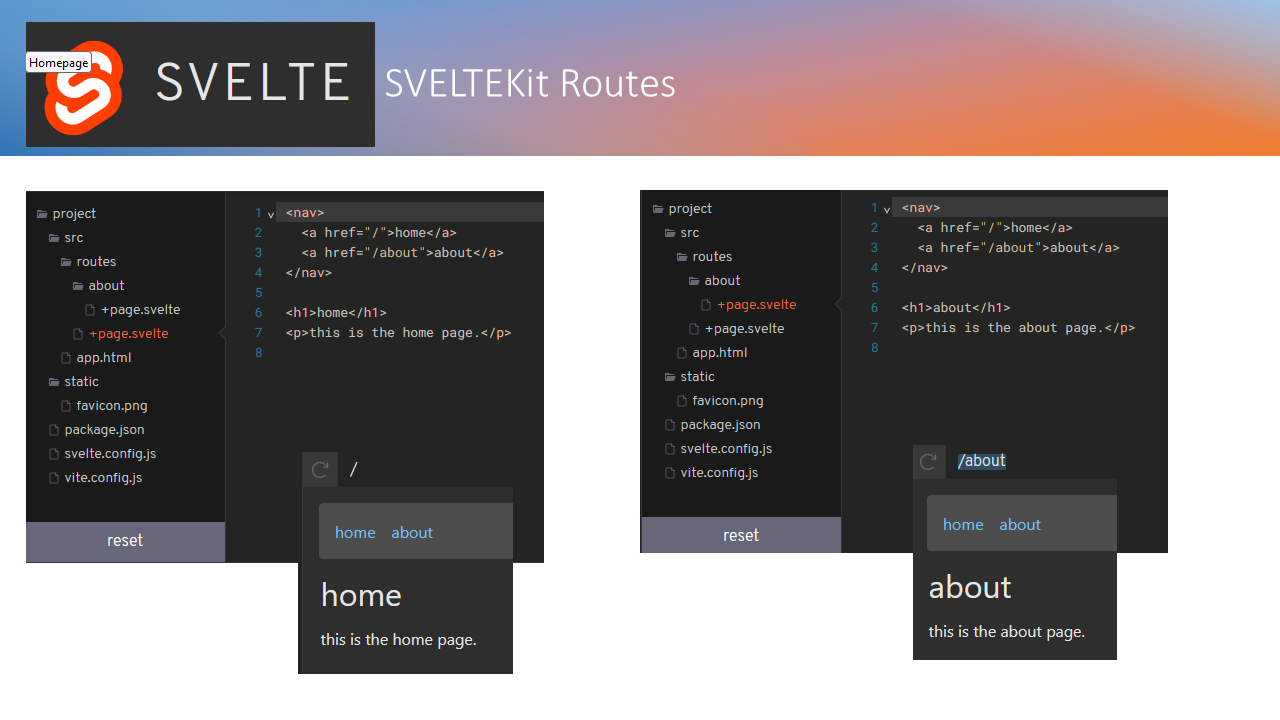 Homepage
SVELTE
SVELTEKit Routes
project
src
routes
about
+page.svelte
+page.svelte
app.html
static
favicon.png
package.json
svelte.config.js
vite.config.js
reset
1 <nav>
2 <a href="/">home</a>
3 <a href="/about">about</a>
4 </nav>
5
6 <h1>home</h1>
7 <p>this is the home page.</p>
8
/
home about
home
this is the home page.
project
src
routes
about
+page.svelte
+page.svelte
app.html
static
favicon.png
package.json
svelte.config.js
vite.config.js
reset
1 <nav>
2 <a href="/">home</a>
3 <a href="/about">about</a>
4 </nav>
5
6 <h1>about</h1>
7 <p>this is the about page.</p>
8
/about
home about
about
this is the about page.